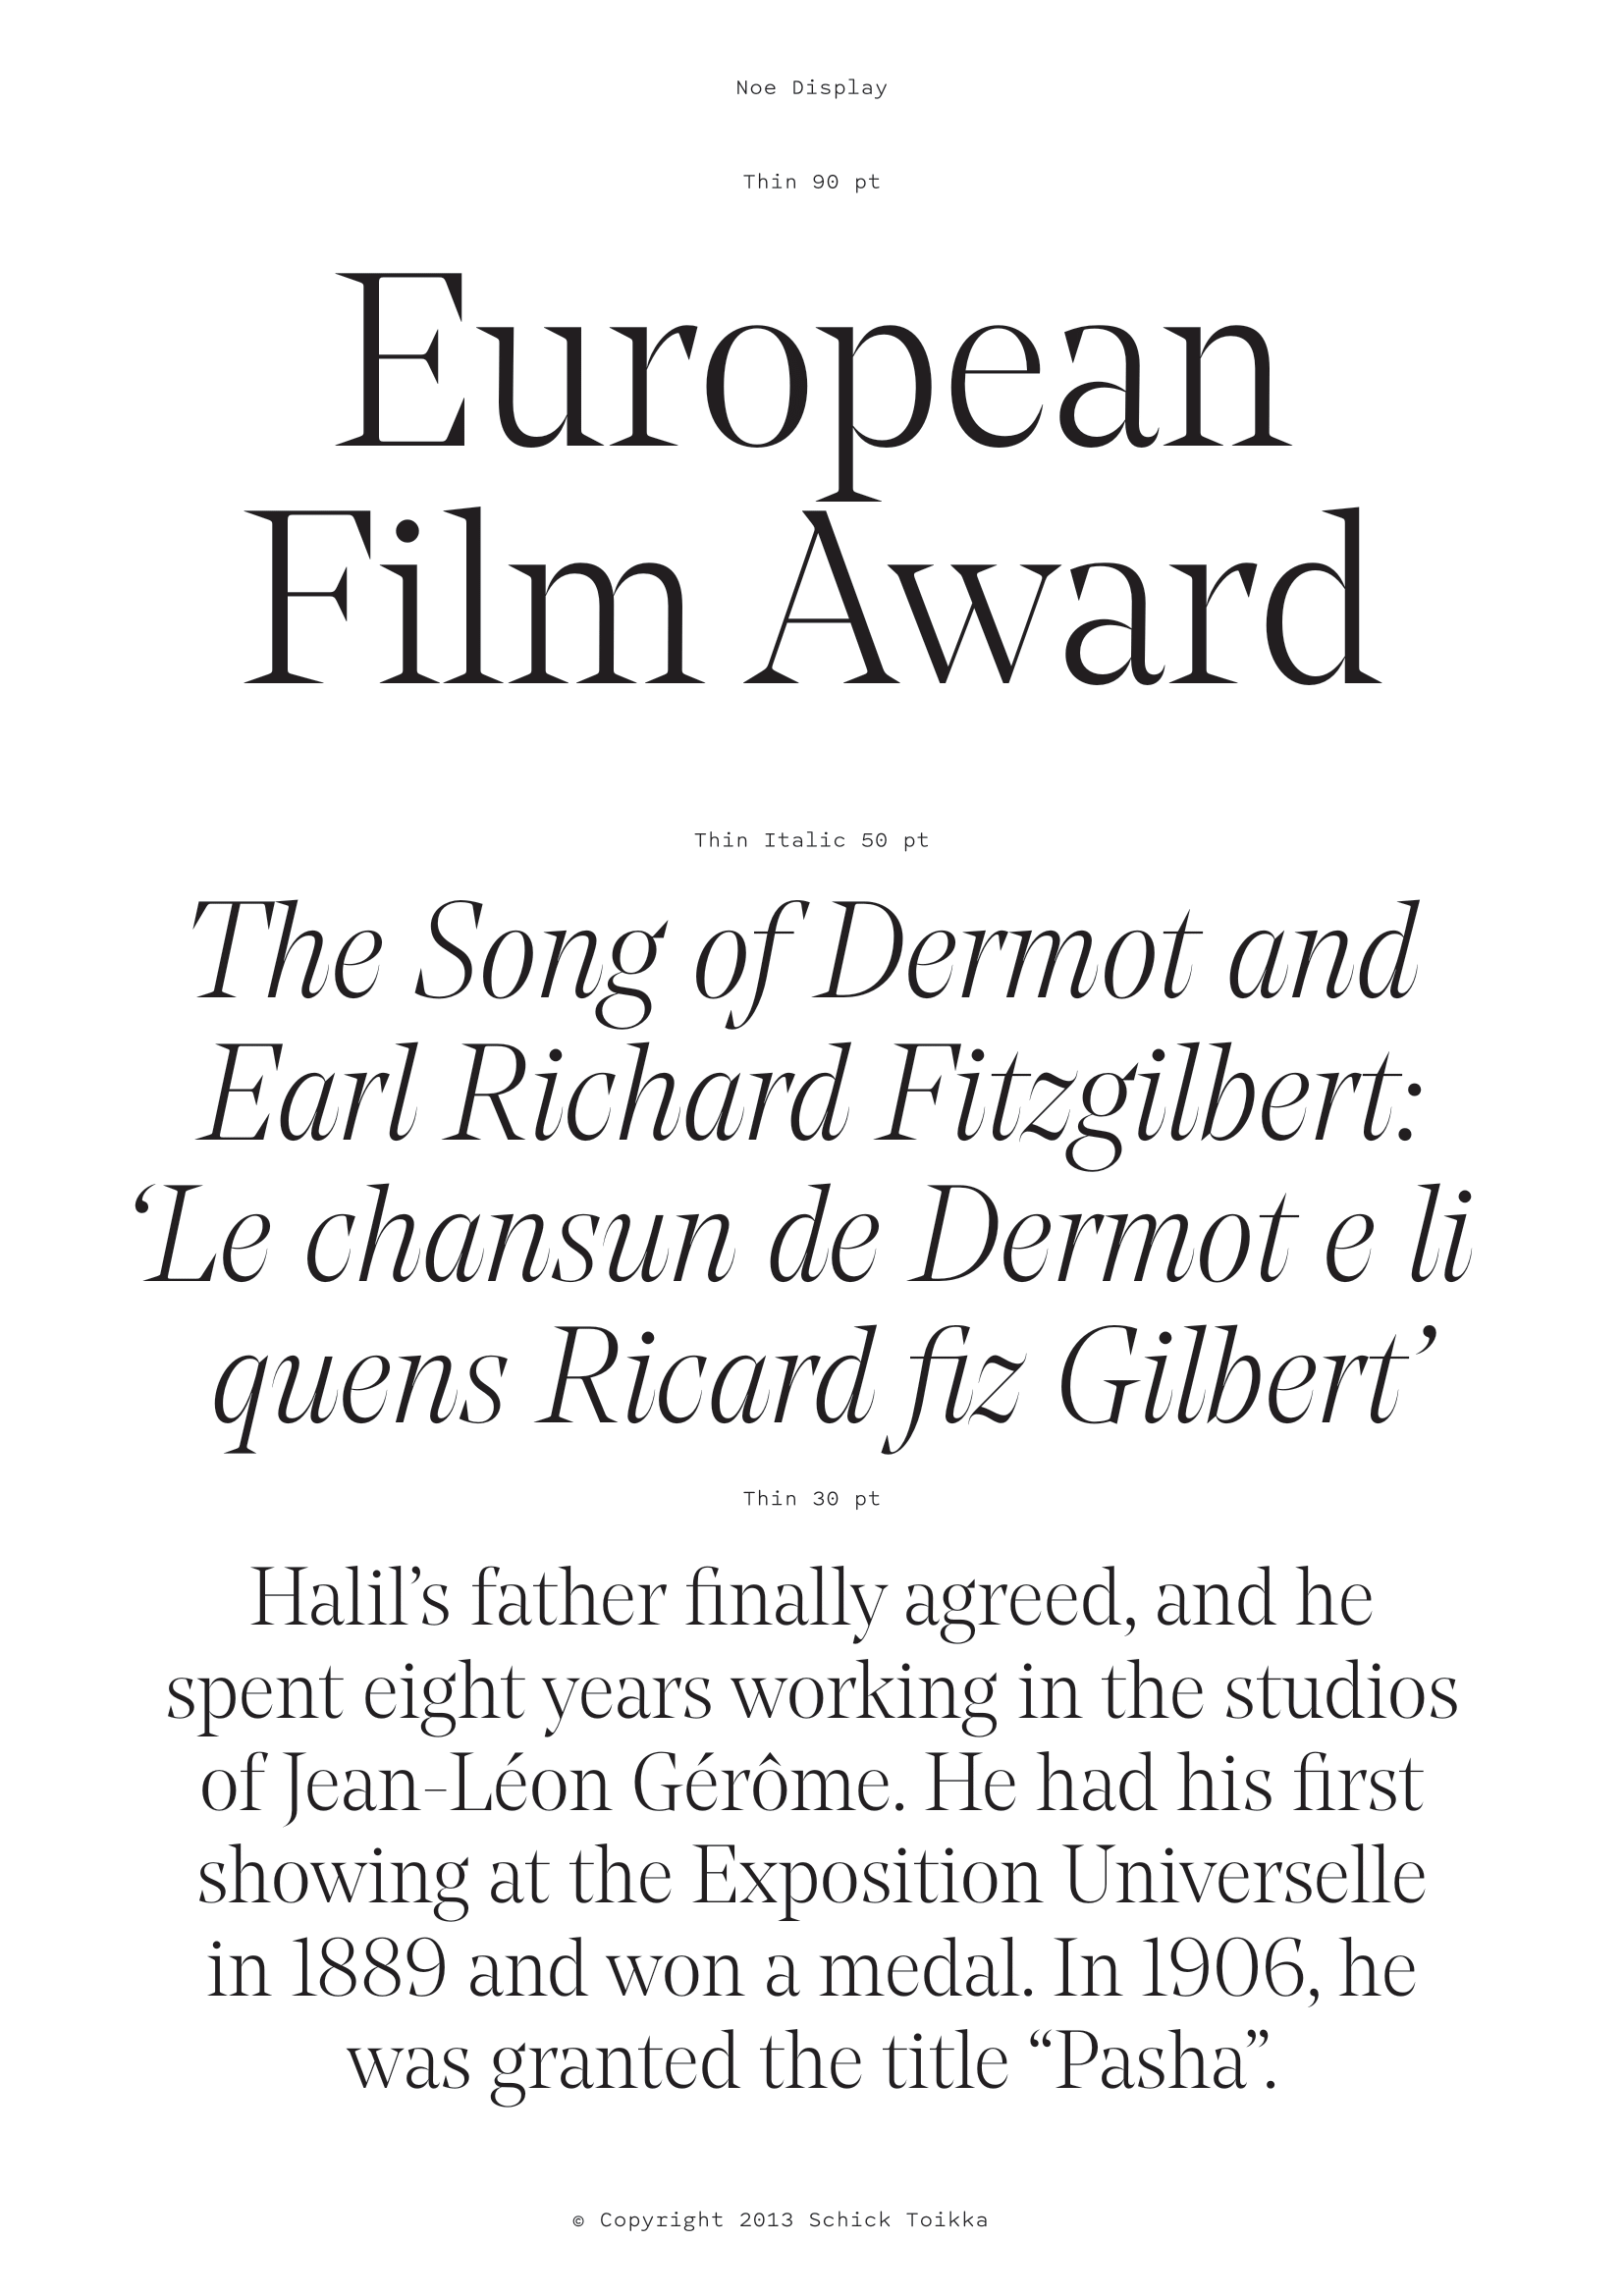 Noe Display
Thin 90 pt
European
Film Award
Thin Italic 50 pt
The Song of Dermot and
Earl Richard Fitzgilbert:
‘Le chansun de Dermot e li
quens Ricard fiz Gilbert’
Thin 30 pt
Halil’s father finally agreed, and he
spent eight years working in the studios
of Jean-Léon Gérôme. He had his first
showing at the Exposition Universelle
in 1889 and won a medal. In 1906, he
was granted the title “Pasha”.
© Copyright 2013 Schick Toikka